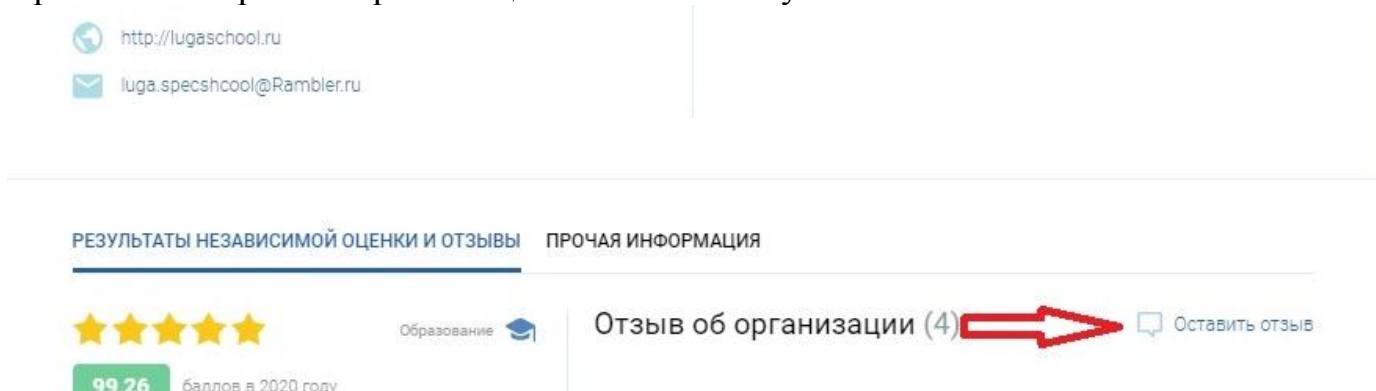 http://lugaschool.ru
luga.specshcool@Rambler.ru
РЕЗУЛЬТАТЫ НЕЗАВИСИМОЙ ОЦЕНКИ И ОТЗЫВЫ ПРОЧАЯ ИНФОРМАЦИЯ
Образование Отзыв об организации (4) Оставить отзыв
99.26 баллов в 2020 году